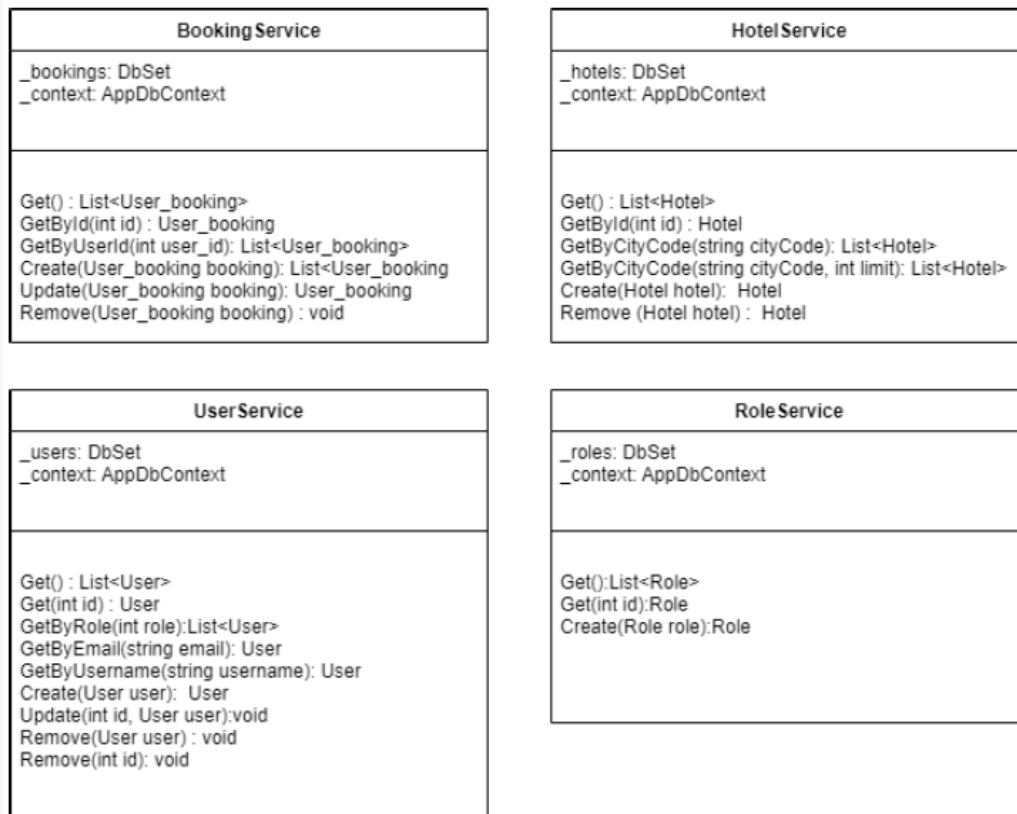 BookingService
_bookings: DbSet
_context: AppDbContext
Get() : List<User_booking>
GetById(int id) : User_booking
GetByUserId(int user_id): List<User_booking>
Create(User_booking booking): List<User_booking
Update(User_booking booking): User_booking
Remove(User_booking booking) : void
HotelService
_hotels: DbSet
_context: AppDbContext
Get() : List<Hotel>
GetById(int id) : Hotel
GetByCityCode(string cityCode): List<Hotel>
GetByCityCode(string cityCode, int limit): List<Hotel>
Create(Hotel hotel):  Hotel
Remove (Hotel hotel) :  Hotel
UserService
_users: DbSet
_context: AppDbContext
Get() : List<User>
Get(int id) : User
GetByRole(int role):List<User>
GetByEmail(string email): User
GetByUsername(string username): User
Create(User user):  User
Update(int id, User user):void
Remove(User user) : void
Remove(int id): void
RoleService
_roles: DbSet
_context: AppDbContext
Get():List<Role>
Get(int id):Role
Create(Role role):Role